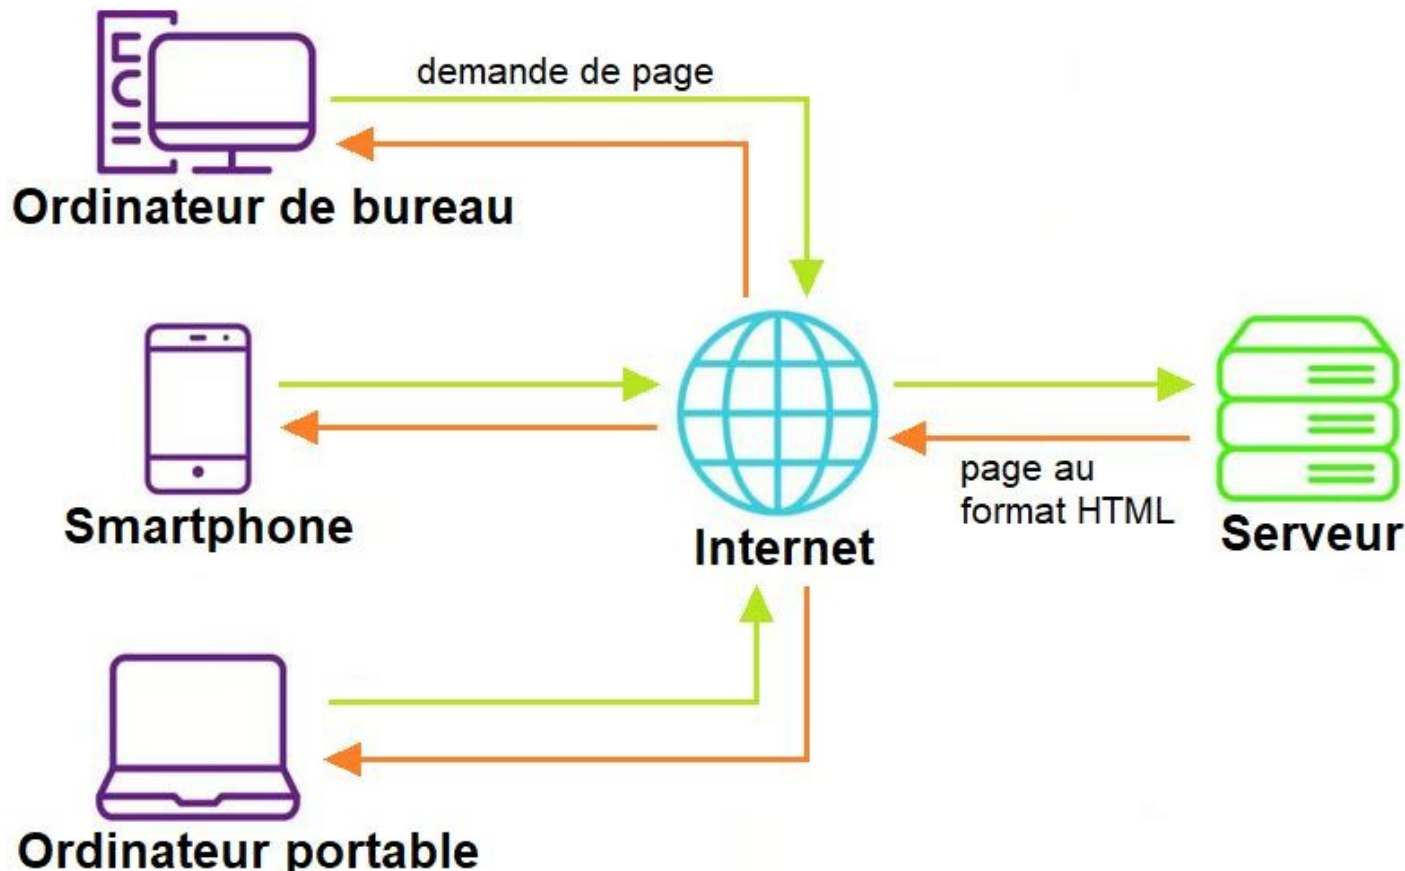 demande de page
Ordinateur de bureau
Smartphone
page au
format HTML
Internet
Serveur
Ordinateur portable